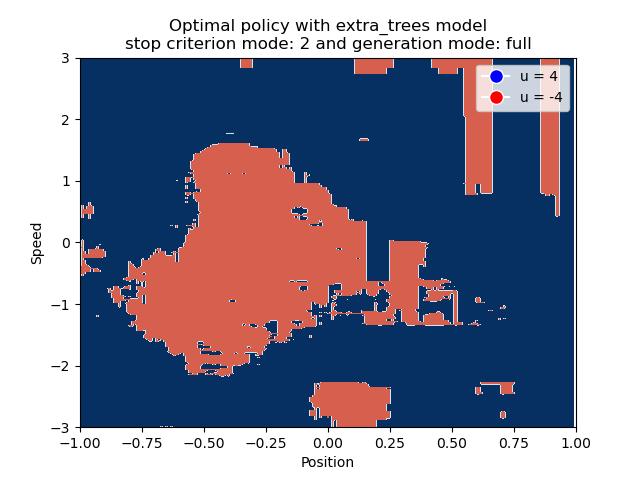 Optimal policy with extra_trees model
stop criterion mode: 2 and generation mode: full
u = 4
u = -4
3
2
1
0
−1
−2
−3
Speed
−1.00 −0.75 −0.50 −0.25 0.00 0.25 0.50 0.75 1.00
Position